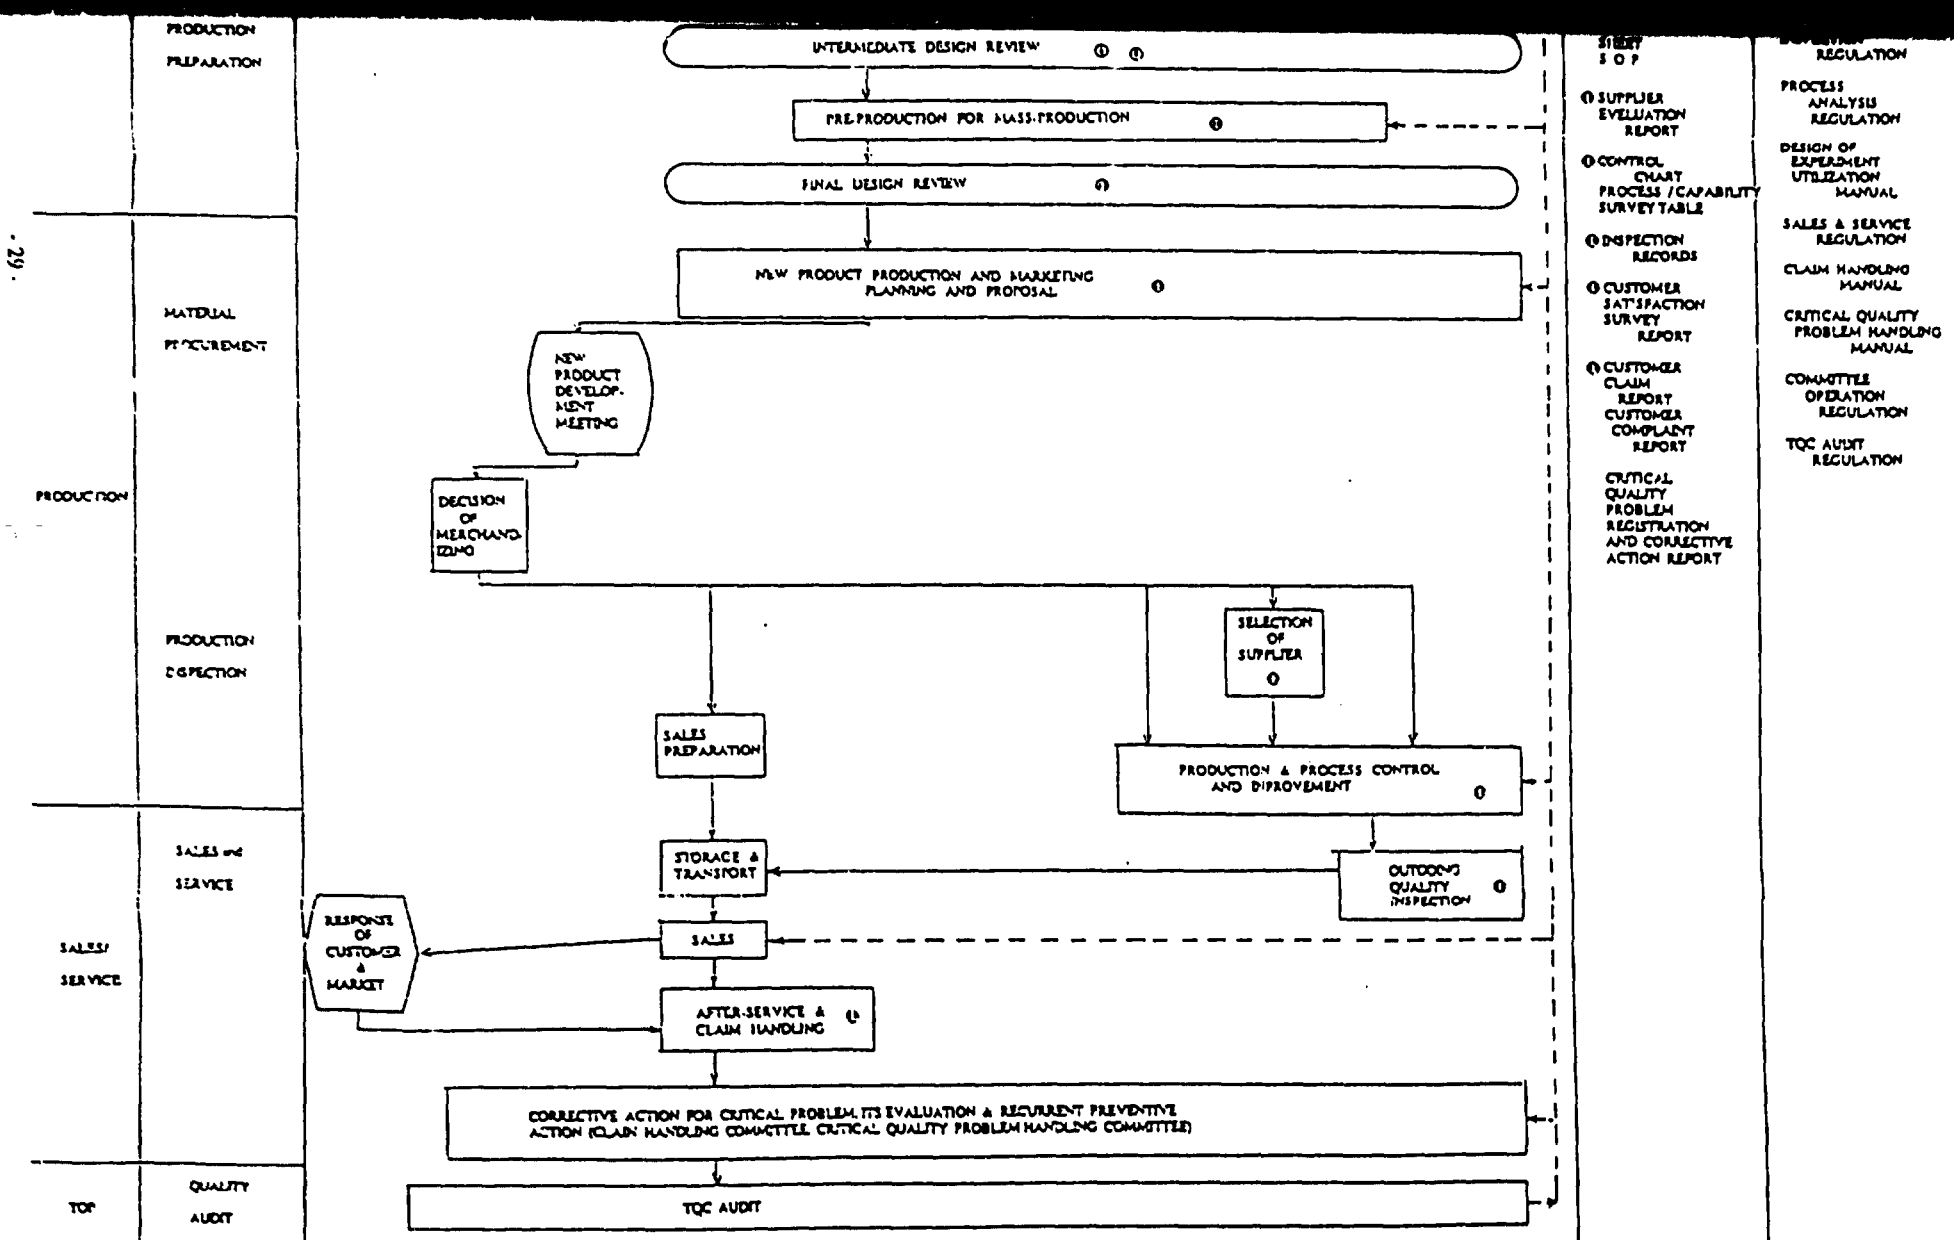 PRODUCTION
PREPARATION
INTERMEDIATE DESIGN REVIEW
PRE-PRODUCTION FOR MASS-PRODUCTION
FINAL DESIGN REVIEW
- 29 -
MATERIAL
PROCUREMENT
NEW PRODUCT PRODUCTION AND MARKETING
PLANNING AND PROPOSAL
NEW
PRODUCT
DEVELOP-
MENT
MEETING
PRODUCTION
DECISION
OF
MERCHAND-
IZING
PRODUCTION
INSPECTION
SELECTION
OF
SUPPLIER
SALES
PREPARATION
PRODUCTION & PROCESS CONTROL
AND IMPROVEMENT
SALES and
SERVICE
STORAGE &
TRANSPORT
OUTGOING
QUALITY
INSPECTION
RESPONSE
OF
CUSTOMER
&
MARKET
SALES
SALES/
SERVICE
AFTER-SERVICE &
CLAIM HANDLING
CORRECTIVE ACTION FOR CRITICAL PROBLEM, ITS EVALUATION & RECURRENT PREVENTIVE
ACTION (CLAIM HANDLING COMMITTEE, CRITICAL QUALITY PROBLEM HANDLING COMMITTEE)
TOP
QUALITY
AUDIT
TQC AUDIT
SHEET
S O P
SUPPLIER
EVELUATION
REPORT
CONTROL
CHART
PROCESS / CAPABILITY
SURVEY TABLE
INSPECTION
RECORDS
CUSTOMER
SATISFACTION
SURVEY
REPORT
CUSTOMER
CLAIM
REPORT
CUSTOMER
COMPLAINT
REPORT
CRITICAL
QUALITY
PROBLEM
REGISTRATION
AND CORRECTIVE
ACTION REPORT
REGULATION
PROCESS
ANALYSIS
REGULATION
DESIGN OF
EXPERIMENT
UTILIZATION
MANUAL
SALES & SERVICE
REGULATION
CLAIM HANDLING
MANUAL
CRITICAL QUALITY
PROBLEM HANDLING
MANUAL
COMMITTEE
OPERATION
REGULATION
TQC AUDIT
REGULATION